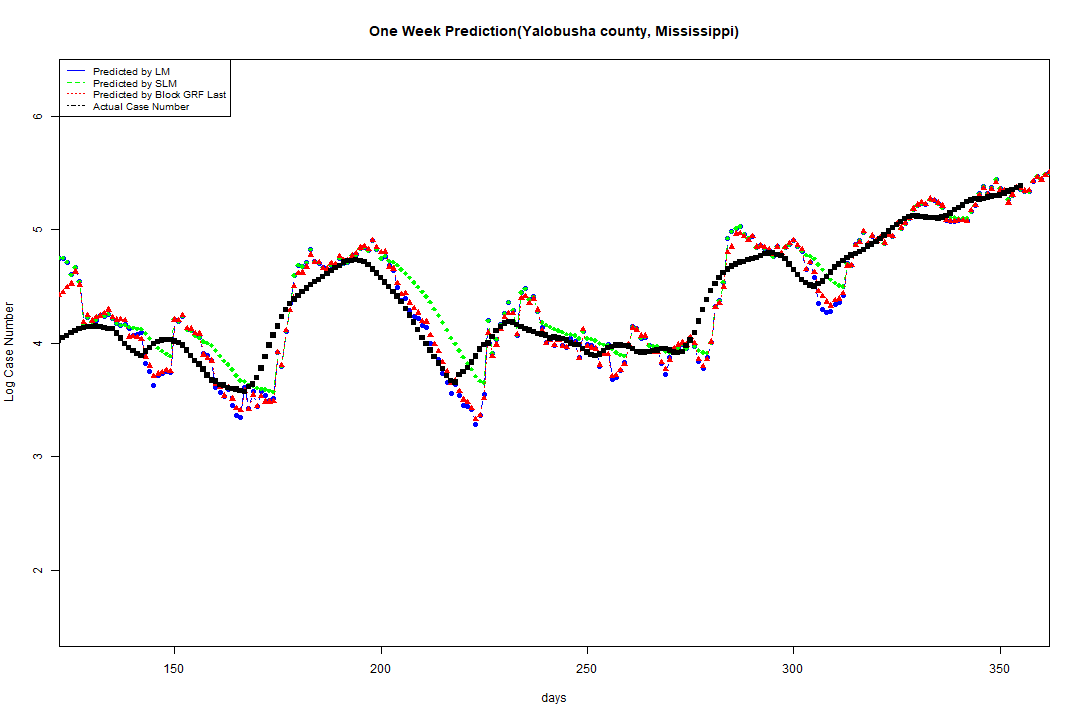 One Week Prediction(Yalobusha county, Mississippi)
Predicted by LM
Predicted by SLM
Predicted by Block GRF Last
Actual Case Number
6
5
4
3
2
Log Case Number
150
200
250
300
350
days